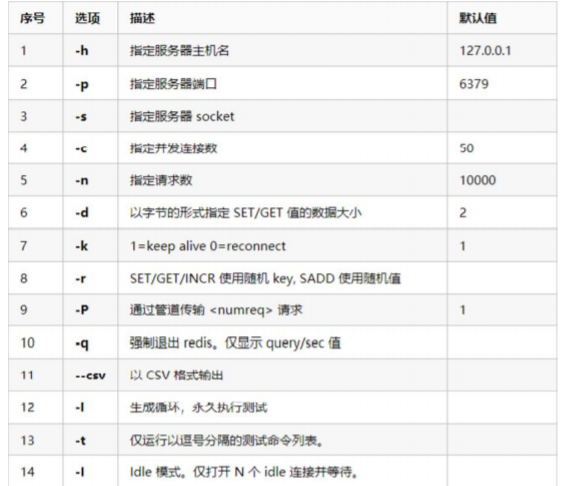 序号 选项 描述 默认值
1 -h 指定服务器主机名 127.0.0.1
2 -p 指定服务器端口 6379
3 -s 指定服务器 socket
4 -c 指定并发连接数 50
5 -n 指定请求数 10000
6 -d 以字节的形式指定 SET/GET 值的数据大小 2
7 -k 1=keep alive 0=reconnect 1
8 -r SET/GET/INCR 使用随机 key, SADD 使用随机值
9 -P 通过管道传输 <numreq> 请求 1
10 -q 强制退出 redis。仅显示 query/sec 值
11 --csv 以 CSV 格式输出
12 -l 生成循环，永久执行测试
13 -t 仅运行以逗号分隔的测试命令列表。
14 -I Idle 模式。仅打开 N 个 idle 连接并等待。